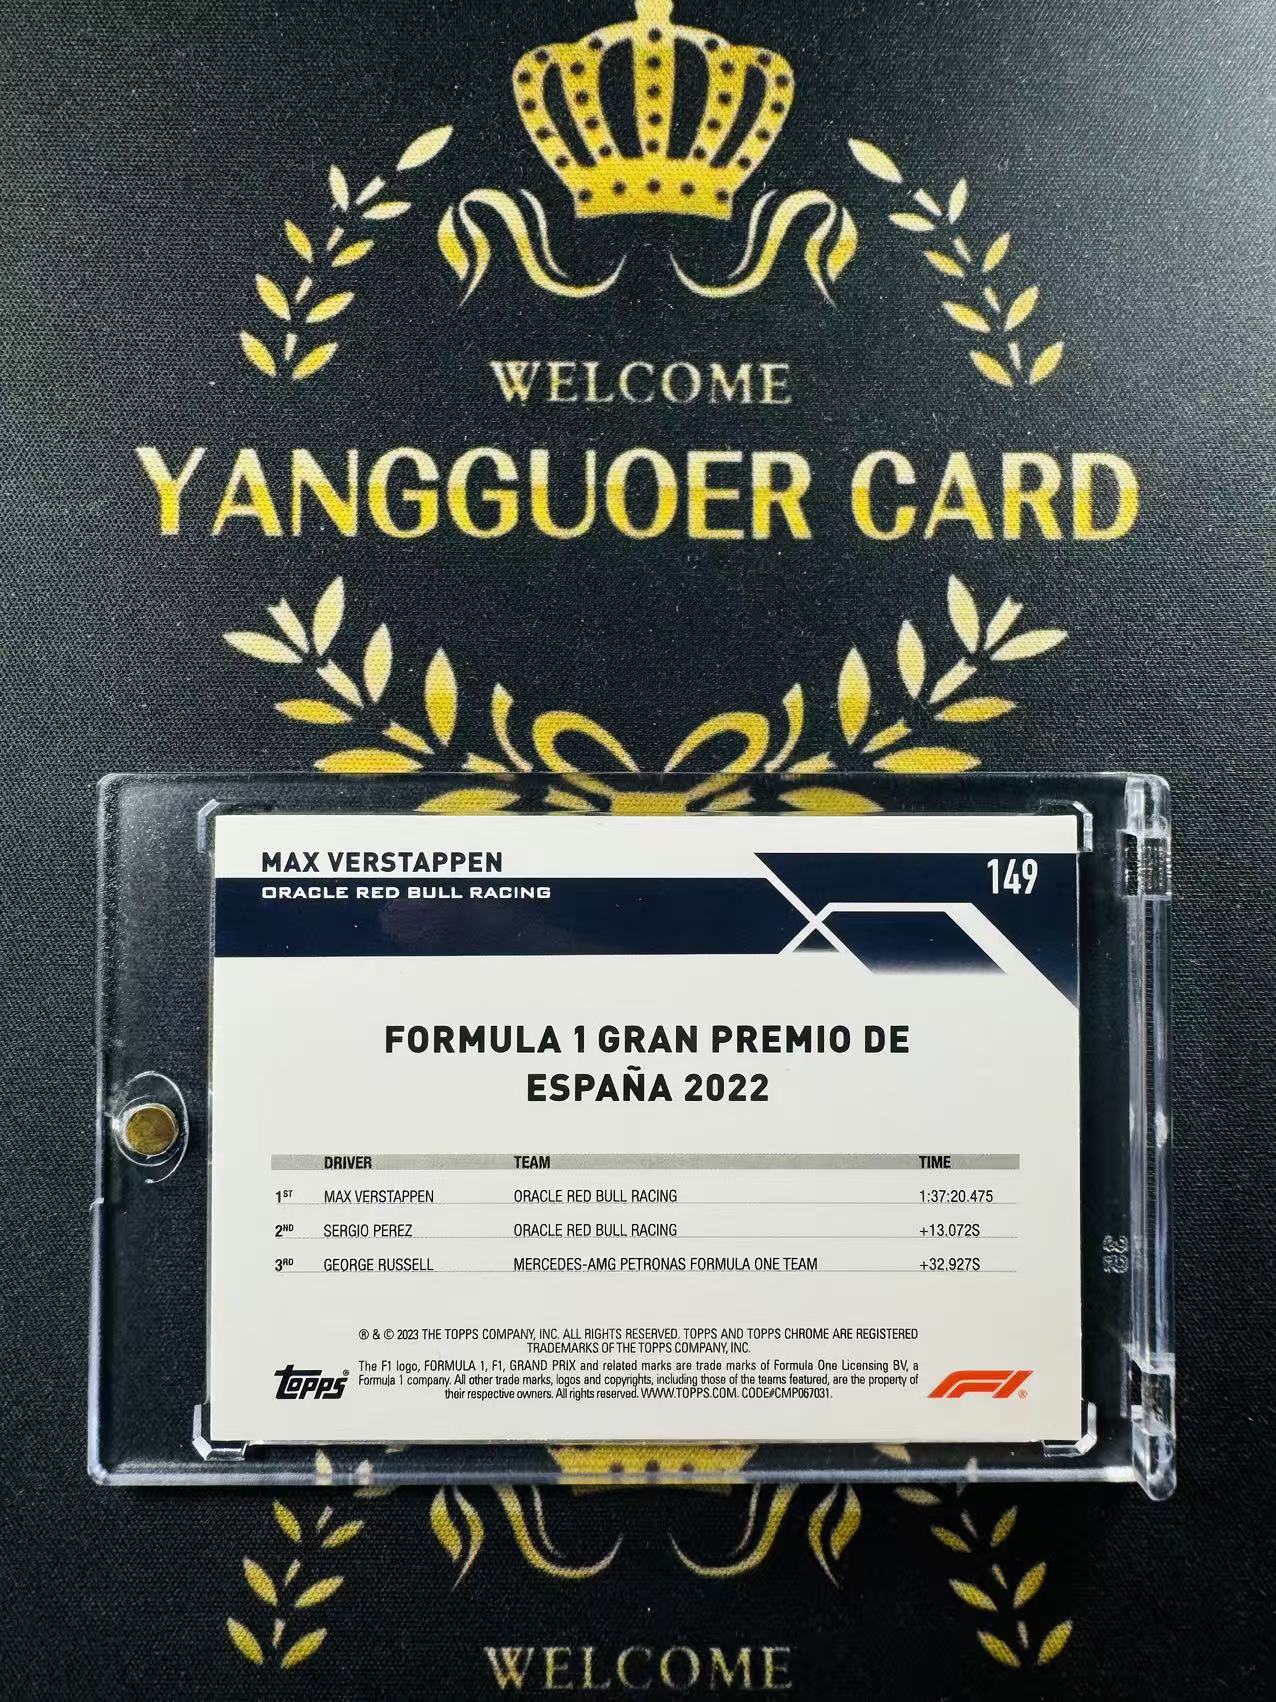 WELCOME
YANGGUOER CARD
MAX VERSTAPPEN
149
ORACLE RED BULL RACING
FORMULA 1 GRAN PREMIO DE
ESPAÑA 2022
DRIVER TEAM TIME
1ST MAX VERSTAPPEN ORACLE RED BULL RACING 1:37:20.475
2ND SERGIO PEREZ ORACLE RED BULL RACING +13.072S
3RD GEORGE RUSSELL MERCEDES-AMG PETRONAS FORMULA ONE TEAM +32.927S
® & © 2023 THE TOPPS COMPANY, INC. ALL RIGHTS RESERVED. TOPPS AND TOPPS CHROME ARE REGISTERED
TRADEMARKS OF THE TOPPS COMPANY, INC.
The F1 logo, FORMULA 1, F1, GRAND PRIX and related marks are trade marks of Formula One Licensing BV, a
Formula 1 company. All other trade marks, logos and copyrights, including those of the teams featured, are the property of
their respective owners. All rights reserved. WWW.TOPPS.COM. CODE#CMP067031.
Topps®
F1®
WELCOME